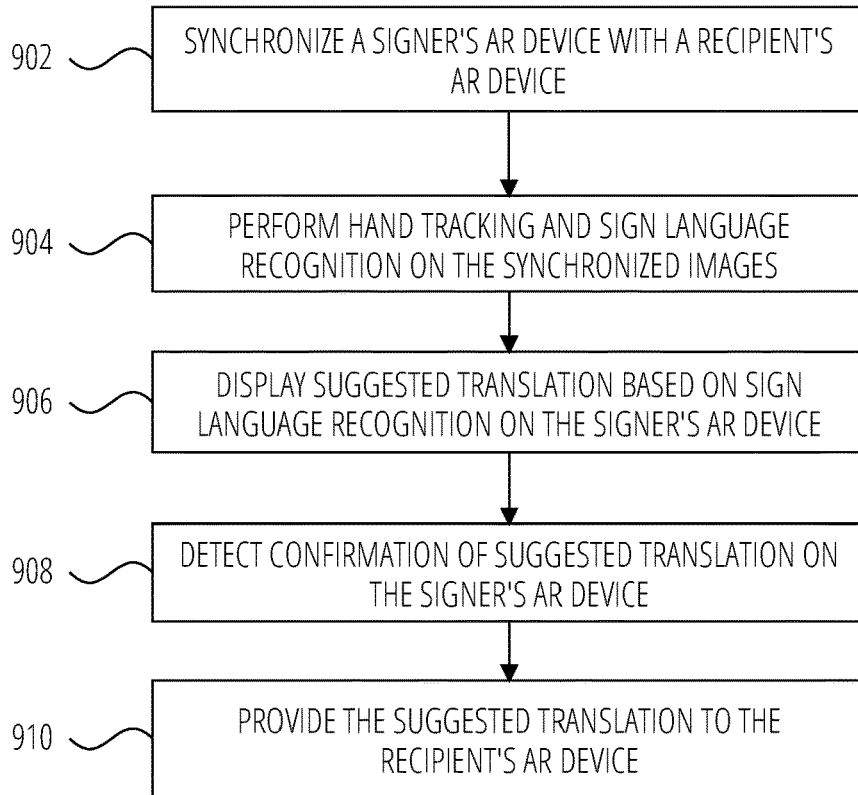 902
SYNCHRONIZE A SIGNER'S AR DEVICE WITH A RECIPIENT'S
AR DEVICE
904
PERFORM HAND TRACKING AND SIGN LANGUAGE
RECOGNITION ON THE SYNCHRONIZED IMAGES
906
DISPLAY SUGGESTED TRANSLATION BASED ON SIGN
LANGUAGE RECOGNITION ON THE SIGNER'S AR DEVICE
908
DETECT CONFIRMATION OF SUGGESTED TRANSLATION ON
THE SIGNER'S AR DEVICE
910
PROVIDE THE SUGGESTED TRANSLATION TO THE
RECIPIENT'S AR DEVICE